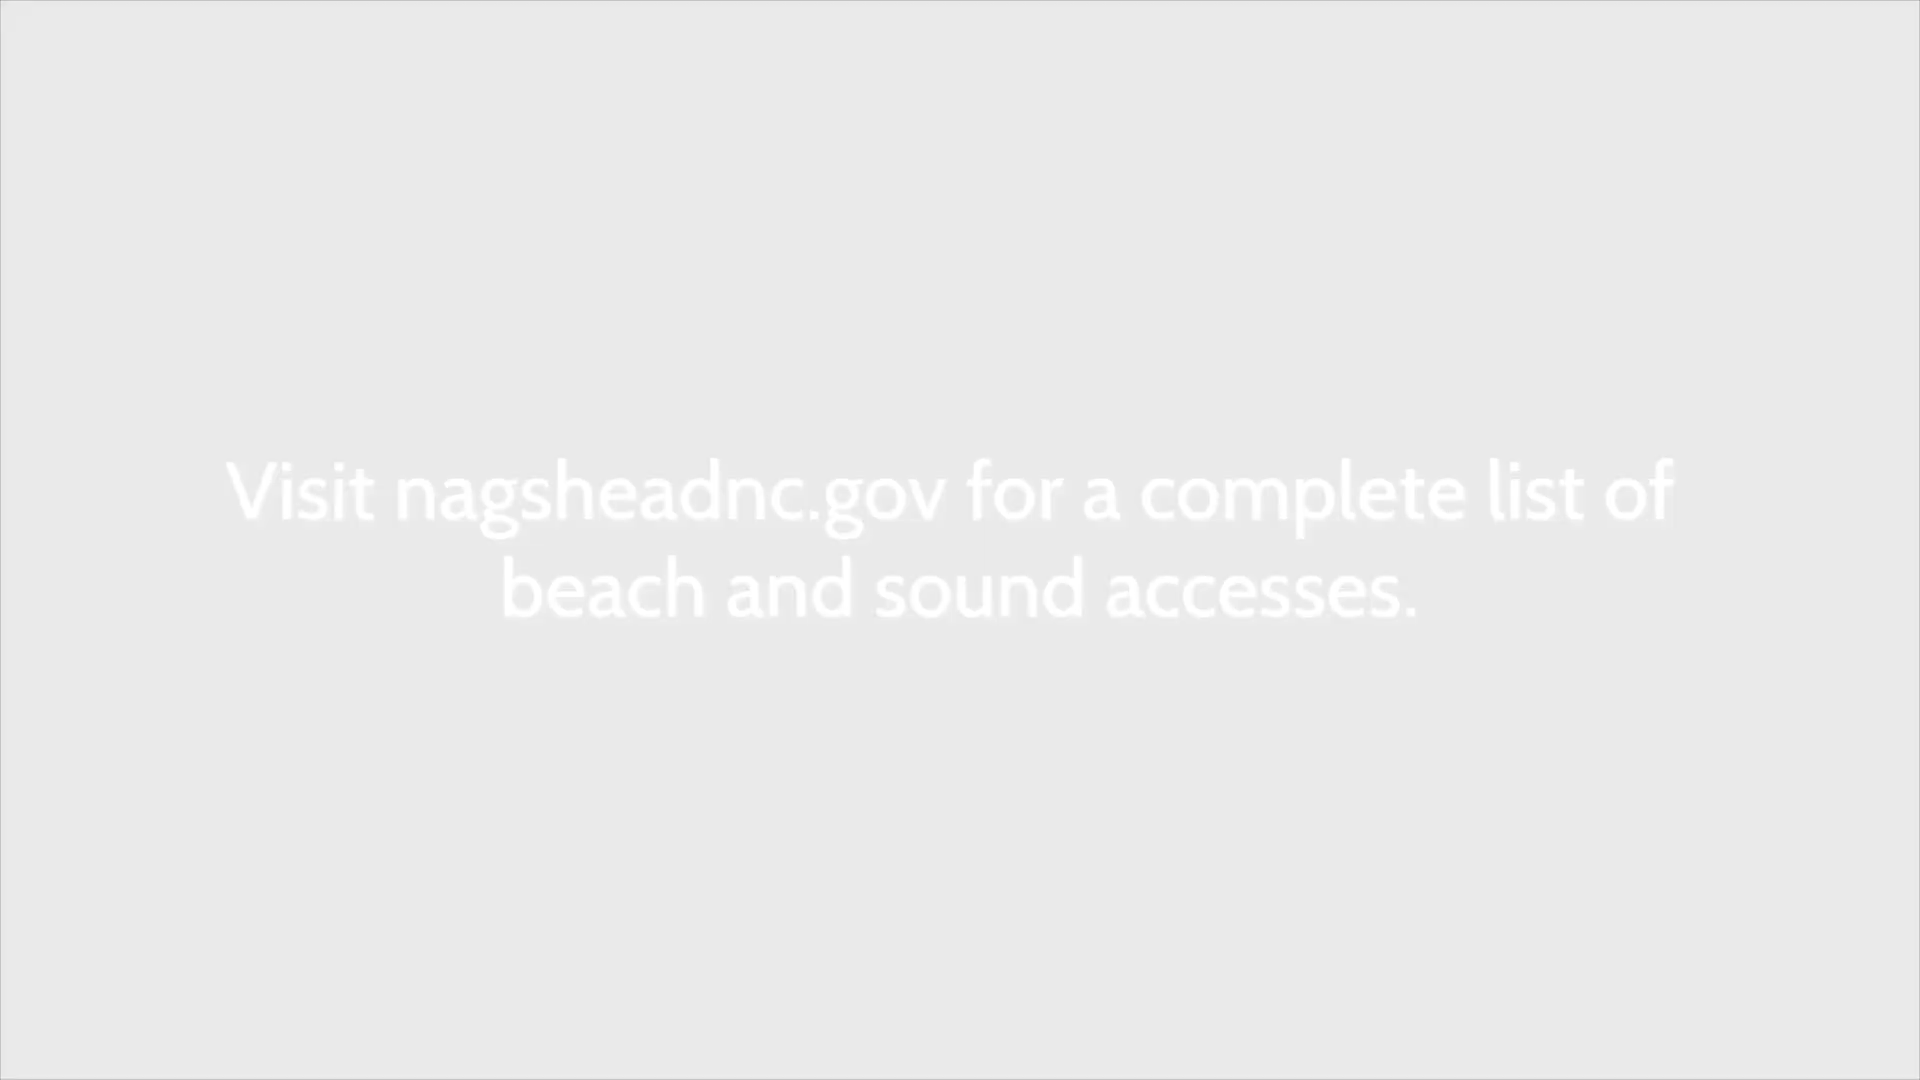 Visit nagsheadnc.gov for a complete list of
beach and sound accesses.